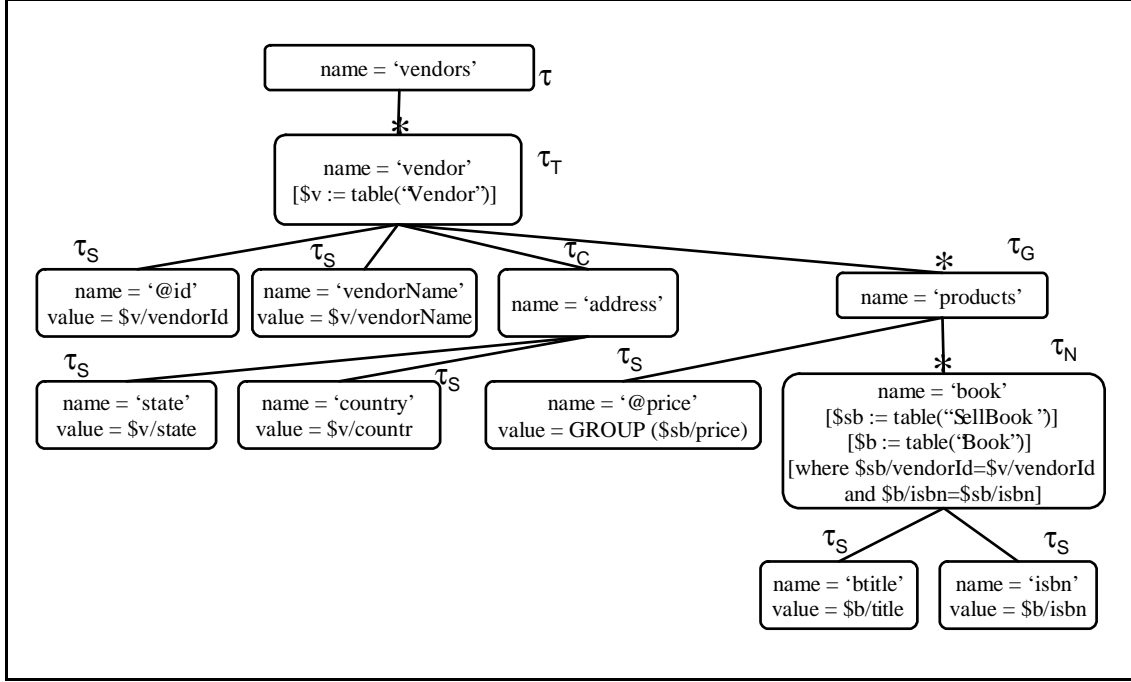 name = ‘vendors’
τ
*
name = ‘vendor’
[$v := table(“Vendor”)]
τT
τS
τS
τC
τG
*
name = ‘@id’
value = $v/vendorId
name = ‘vendorName’
value = $v/vendorName
name = ‘address’
name = ‘products’
τS
τS
τS
τN
*
name = ‘state’
value = $v/state
name = ‘country’
value = $v/countr
name = ‘@price’
value = GROUP ($sb/price)
name = ‘book’
[$sb := table(“SellBook”)]
[$b := table(“Book”)]
[where $sb/vendorId=$v/vendorId
and $b/isbn=$sb/isbn]
τS
τS
name = ‘btitle’
value = $b/title
name = ‘isbn’
value = $b/isbn